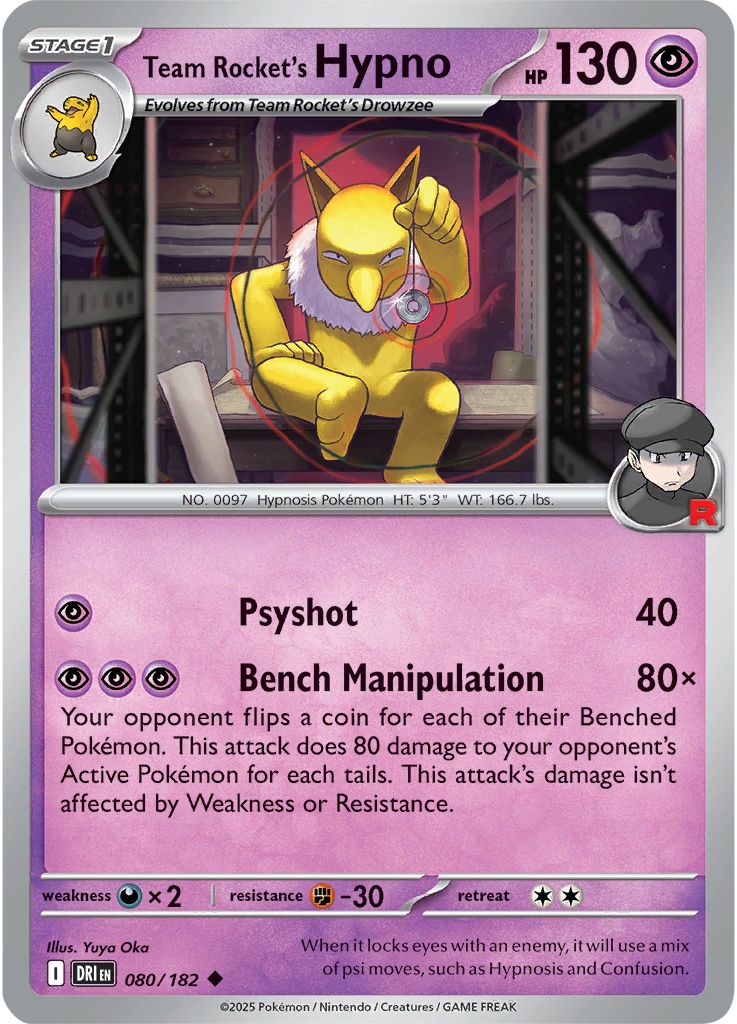 STAGE1
Team Rocket's Hypno HP 130
Evolves from Team Rocket's Drowzee
NO. 0097 Hypnosis Pokémon HT: 5'3" WT: 166.7 lbs.
R
Psyshot 40
Bench Manipulation 80×
Your opponent flips a coin for each of their Benched
Pokémon. This attack does 80 damage to your opponent's
Active Pokémon for each tails. This attack's damage isn't
affected by Weakness or Resistance.
weakness ×2 resistance -30 retreat
Illus. Yuya Oka
When it locks eyes with an enemy, it will use a mix
of psi moves, such as Hypnosis and Confusion.
I DRI EN 080/182
©2025 Pokémon / Nintendo / Creatures / GAME FREAK